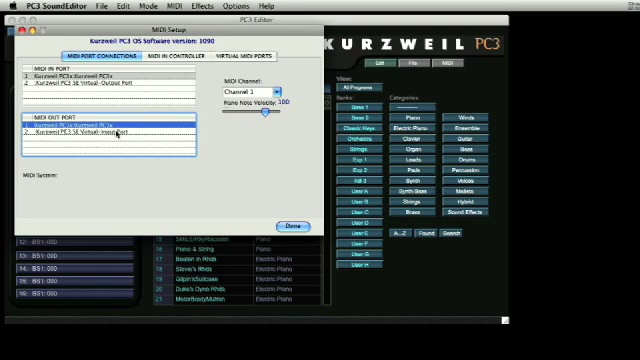 PC3 SoundEditor File Edit Mode MIDI Effects Options Help
PC3 Editor
MIDI Setup
Kurzweil PC3 OS Software version: 1090
MIDI PORT CONNECTIONS MIDI IN CONTROLLER VIRTUAL MIDI PORTS
MIDI IN PORT
1 :Kurzweil PC3x:Kurzweil PC3x
2 :Kurzweil PC3 SE Virtual-Output Port
MIDI Channel:
Channel 1
Piano Note Velocity: 100
MIDI OUT PORT
1 :Kurzweil PC3x:Kurzweil PC3x
2 :Kurzweil PC3 SE Virtual-Input Port
MIDI System:
Done
KURZWEIL PC3
Edit File MIDI
View:
All Programs
Banks: Categories:
Base 1 ----------
Base 2 Piano Winds
Classic Keys Electric Piano Ensemble
Orchestra Clavier Guitar
Strings Organ Bass
Exp 1 Leads Drums
Exp 2 Pads Percussion
KB 3 Synth Voices
User A Synth Bass Mallets
User B Strings Hybrid
User C Brass Sound Effects
User D
User E A...Z Found Search
User F
User G
User H
12: BS1: 000
13: BS1: 000
14: BS1: 000
15: BS1: 000
16: BS1: 000
15 Piano
16 Piano & String Piano
17 Electric Piano
18 Stevie's Rhds Electric Piano
19 Electric Piano
20 Duke's Dyno Rhds Electric Piano
21 Electric Piano